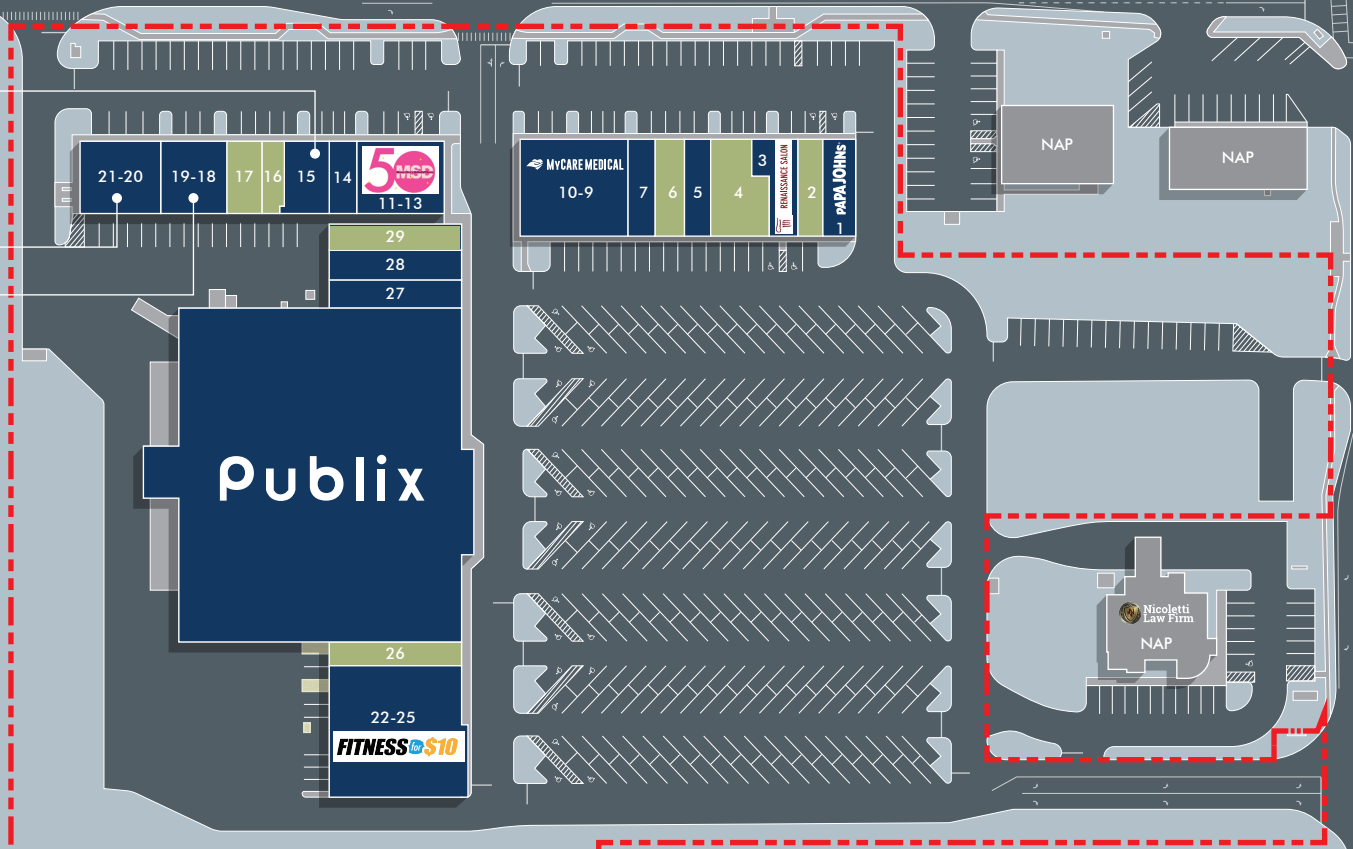 NAP
NAP
21-20
19-18
17
16
15
14
50
MSD
11-13
MYCARE MEDICAL
10-9
7
6
5
4
3
RENAISSANCE SALON
2
PAPA JOHNS
1
29
28
27
Publix
26
22-25
FITNESS for $10
Nicoletti
Law Firm
NAP